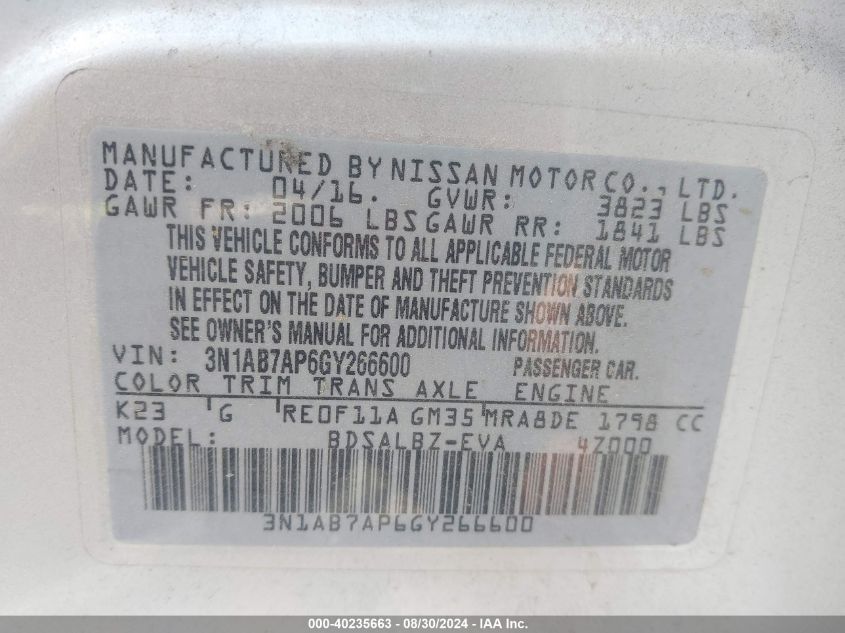 MANUFACTURED BY NISSAN MOTOR CO., LTD.
DATE: 04/16. GVWR: 3823 LBS
GAWR FR: 2006 LBS GAWR RR: 1841 LBS
THIS VEHICLE CONFORMS TO ALL APPLICABLE FEDERAL MOTOR
VEHICLE SAFETY, BUMPER AND THEFT PREVENTION STANDARDS
IN EFFECT ON THE DATE OF MANUFACTURE SHOWN ABOVE.
SEE OWNER'S MANUAL FOR ADDITIONAL INFORMATION.
VIN: 3N1AB7AP6GY266600 PASSENGER CAR.
COLOR TRIM TRANS AXLE ENGINE
K23 G RE0F11A GM35 MRA8DE 1798 CC
MODEL: BDSALBZ-EVA 4Z000
3N1AB7AP6GY266600
000-40235663 - 08/30/2024 - IAA Inc.